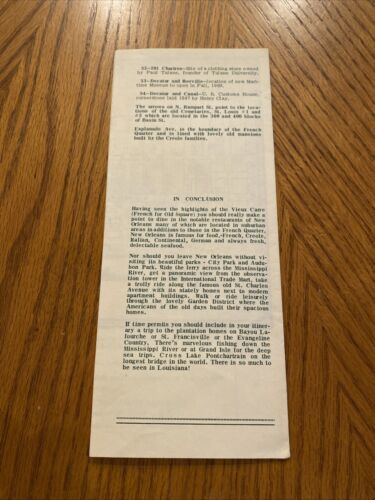 52-201 Chartres-Site of a clothing store owned
by Paul Tulane, founder of Tulane University.
53-Decatur and Bienville-location of new Mari-
time Museum to open in Fall, 1969.
54-Decatur and Canal-U. S. Customs House,
cornerstone laid 1847 by Henry Clay.
The arrows on N. Rampart St. point to the loca-
tions of the old Cemetaries, St. Louis #1 and
#2 which are located in the 300 and 400 blocks
of Basin St.
Esplanade Ave. is the boundary of the French
Quarter and is lined with lovely old mansions
built by the Creole families.
IN CONCLUSION
Having seen the highlights of the Vieux Carre
(French for Old Square) you should really make a
point to dine in the notable restaurants of New
Orleans many of which are located in suburban
areas in additions to those in the French Quarter.
New Orleans is famous for food,-French, Creole,
Italian, Continental, German and always fresh,
delectable seafood.
Nor should you leave New Orleans without vi-
siting its beautiful parks - City Park and Audu-
bon Park. Ride the ferry across the Mississippi
River, get a panoramic view from the observa-
tion tower in the International Trade Mart, take
a trolly ride along the famous old St. Charles
Avenue with its stately homes next to modern
apartment buildings. Walk or ride leisurely
through the lovely Garden District where the
Americans of the old days built their spacious
homes.
If time permits you should include in your itiner-
ary a trip to the plantation homes on Bayou La-
fourche or St. Francisville or the Evangeline
Country. There's marvelous fishing down the
Mississippi River or at Grand Isle for the deep
sea trips. Cross Lake Pontchartrain on the
longest bridge in the world. There is so much to
be seen in Louisiana!